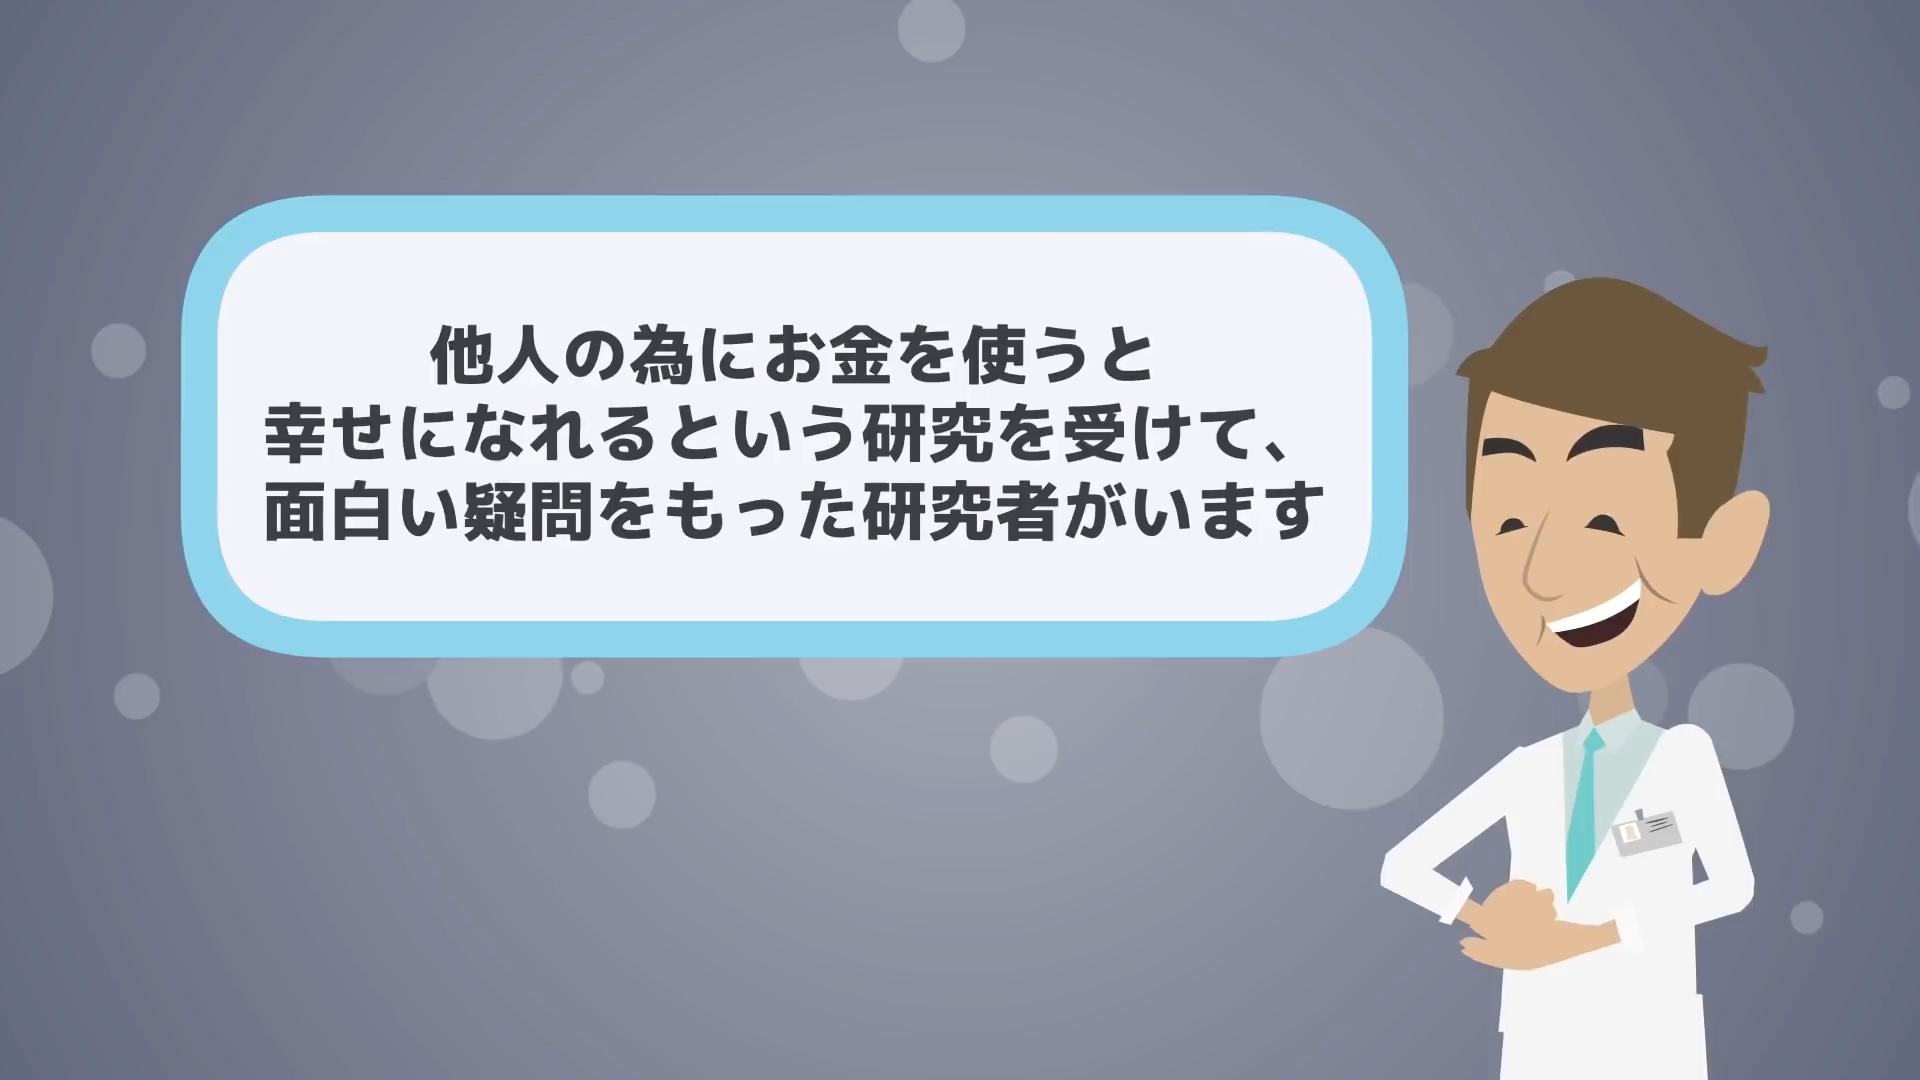 他人の為にお金を使うと
幸せになれるという研究を受けて、
面白い疑問をもった研究者がいます